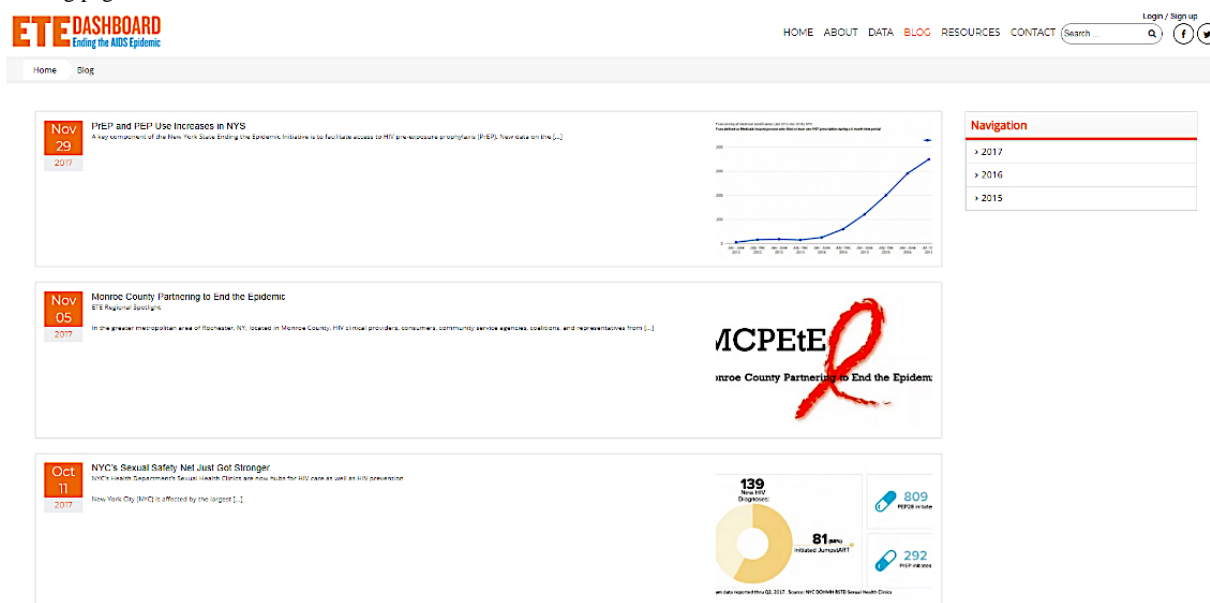 ETE DASHBOARD
Ending the AIDS Epidemic
Login / Sign up
HOME ABOUT DATA BLOG RESOURCES CONTACT Search ...
Home Blog
Nov
29
2017
PrEP and PEP Use Increases in NYS
A key component of the New York State Ending the Epidemic Initiative is to facilitate access to HIV pre-exposure prophylaxis (PrEP). New data on the [...]
Navigation
› 2017
› 2016
› 2015
Nov
05
2017
Monroe County Partnering to End the Epidemic
ETE Regional Spotlight
In the greater metropolitan area of Rochester, NY, located in Monroe County, HIV clinical providers, consumers, community service agencies, coalitions, and representatives from [...]
MCPEtE
onroe County Partnering to End the Epidem
Oct
11
2017
NYC's Sexual Safety Net Just Got Stronger
NYC's Health Department's Sexual Health Clinics are now hubs for HIV care as well as HIV prevention
New York City (NYC) is affected by the largest [...]
139
New HIV
Diagnoses:
81
Initiated JumpstART
809
292
PrEP initiates
data reported thru Q2, 2017. Source: NYC DOHMH BSTD Sexual Health Clinics